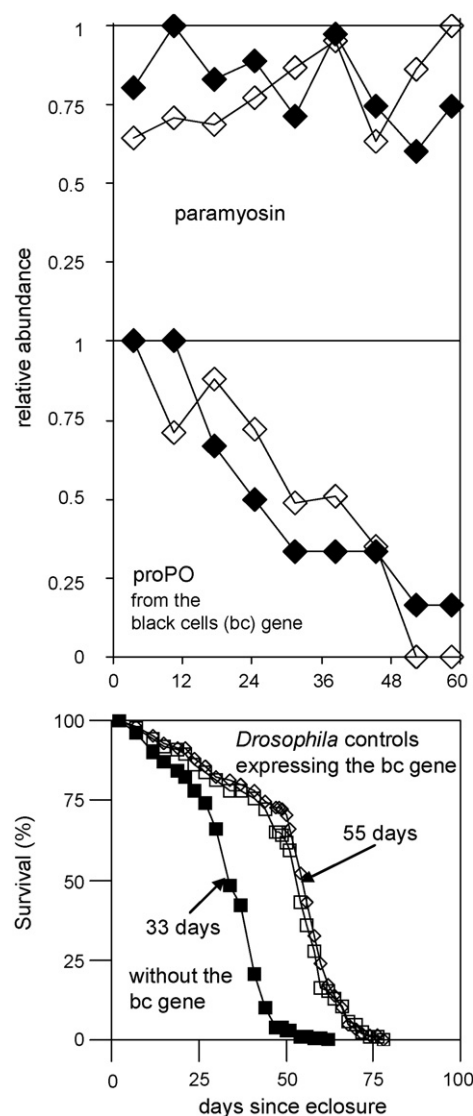 1
0.75
0.5
paramyosin
0.25
relative abundance
1
0.75
0.5
0.25
proPO
from the
black cells (bc) gene
0
0 12 24 36 48 60
100
Drosophila controls
expressing the bc gene
75
55 days
Survival (%)
50
33 days
25
without the
bc gene
0
0 25 50 75 100
days since eclosure